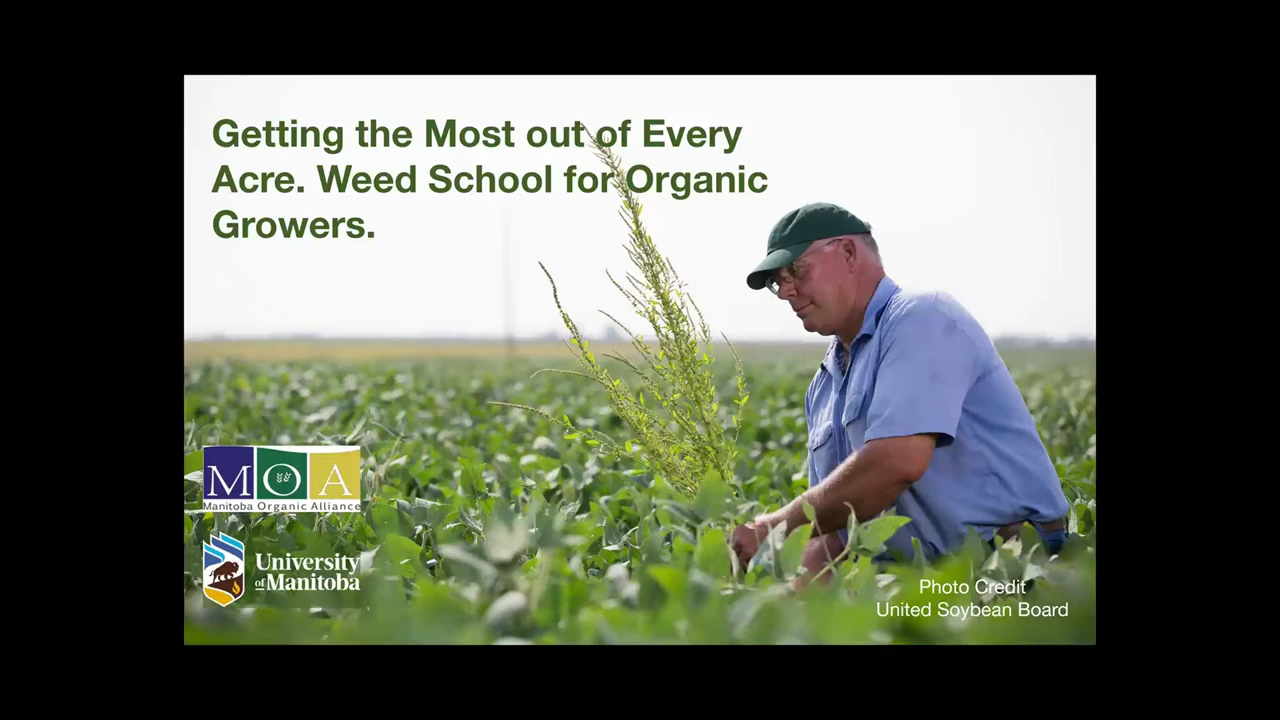 Getting the Most out of Every
Acre. Weed School for Organic
Growers.
MOA
Manitoba Organic Alliance
University
of Manitoba
Photo Credit
United Soybean Board